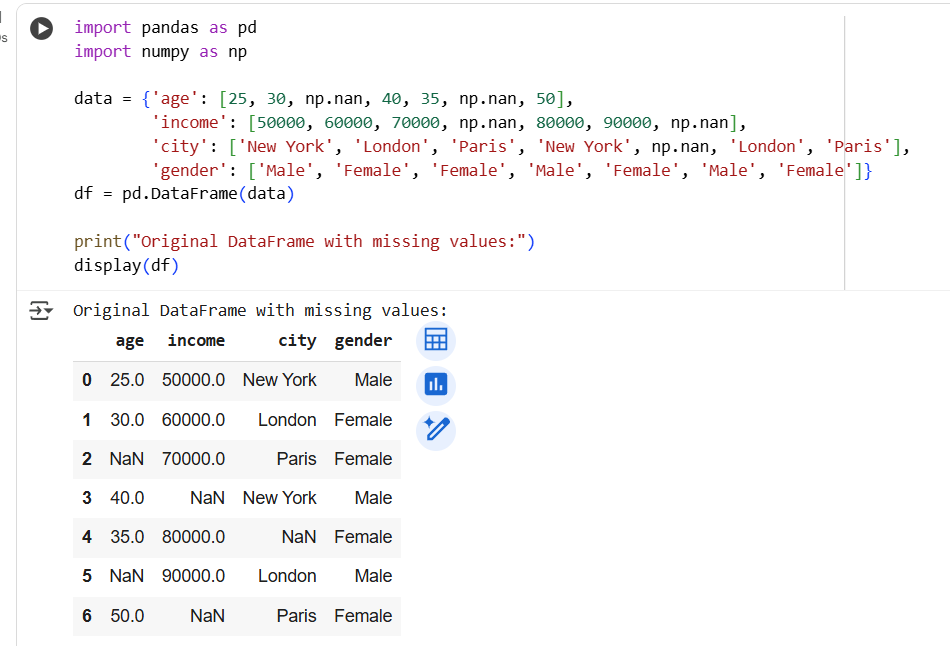 import pandas as pd
import numpy as np
data = {'age': [25, 30, np.nan, 40, 35, np.nan, 50],
'income': [50000, 60000, 70000, np.nan, 80000, 90000, np.nan],
'city': ['New York', 'London', 'Paris', 'New York', np.nan, 'London', 'Paris'],
'gender': ['Male', 'Female', 'Female', 'Male', 'Female', 'Male', 'Female']}
df = pd.DataFrame(data)
print("Original DataFrame with missing values:")
display(df)
Original DataFrame with missing values:
age income city gender
0 25.0 50000.0 New York Male
1 30.0 60000.0 London Female
2 NaN 70000.0 Paris Female
3 40.0 NaN New York Male
4 35.0 80000.0 NaN Female
5 NaN 90000.0 London Male
6 50.0 NaN Paris Female